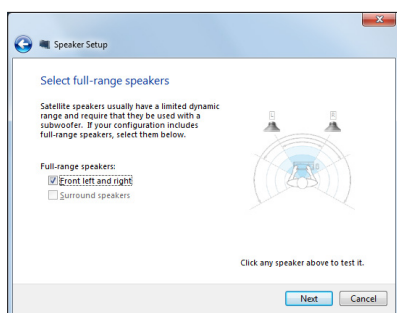 Speaker Setup
Select full-range speakers
Satellite speakers usually have a limited dynamic
range and require that they be used with a
subwoofer. If your configuration includes
full-range speakers, select them below.
L
R
Full-range speakers:
Front left and right
Surround speakers
Click any speaker above to test it.
Next
Cancel